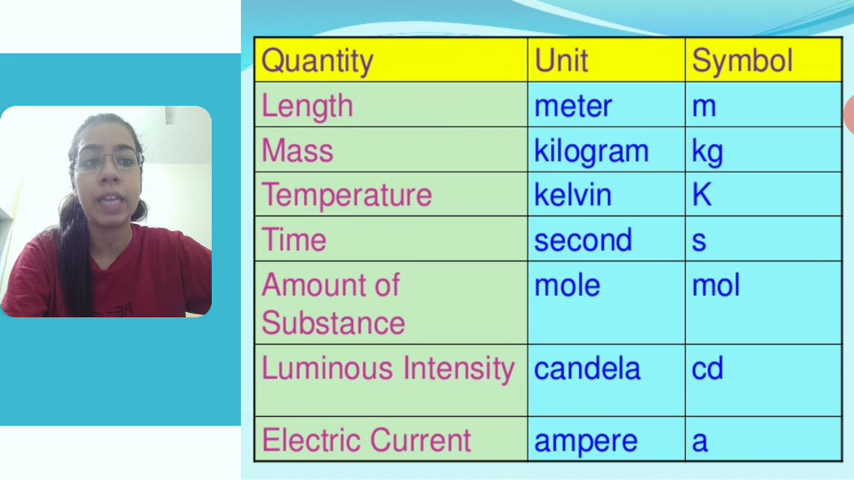 Quantity Unit Symbol
Length meter m
Mass kilogram kg
Temperature kelvin K
Time second s
Amount of Substance mole mol
Luminous Intensity candela cd
Electric Current ampere a